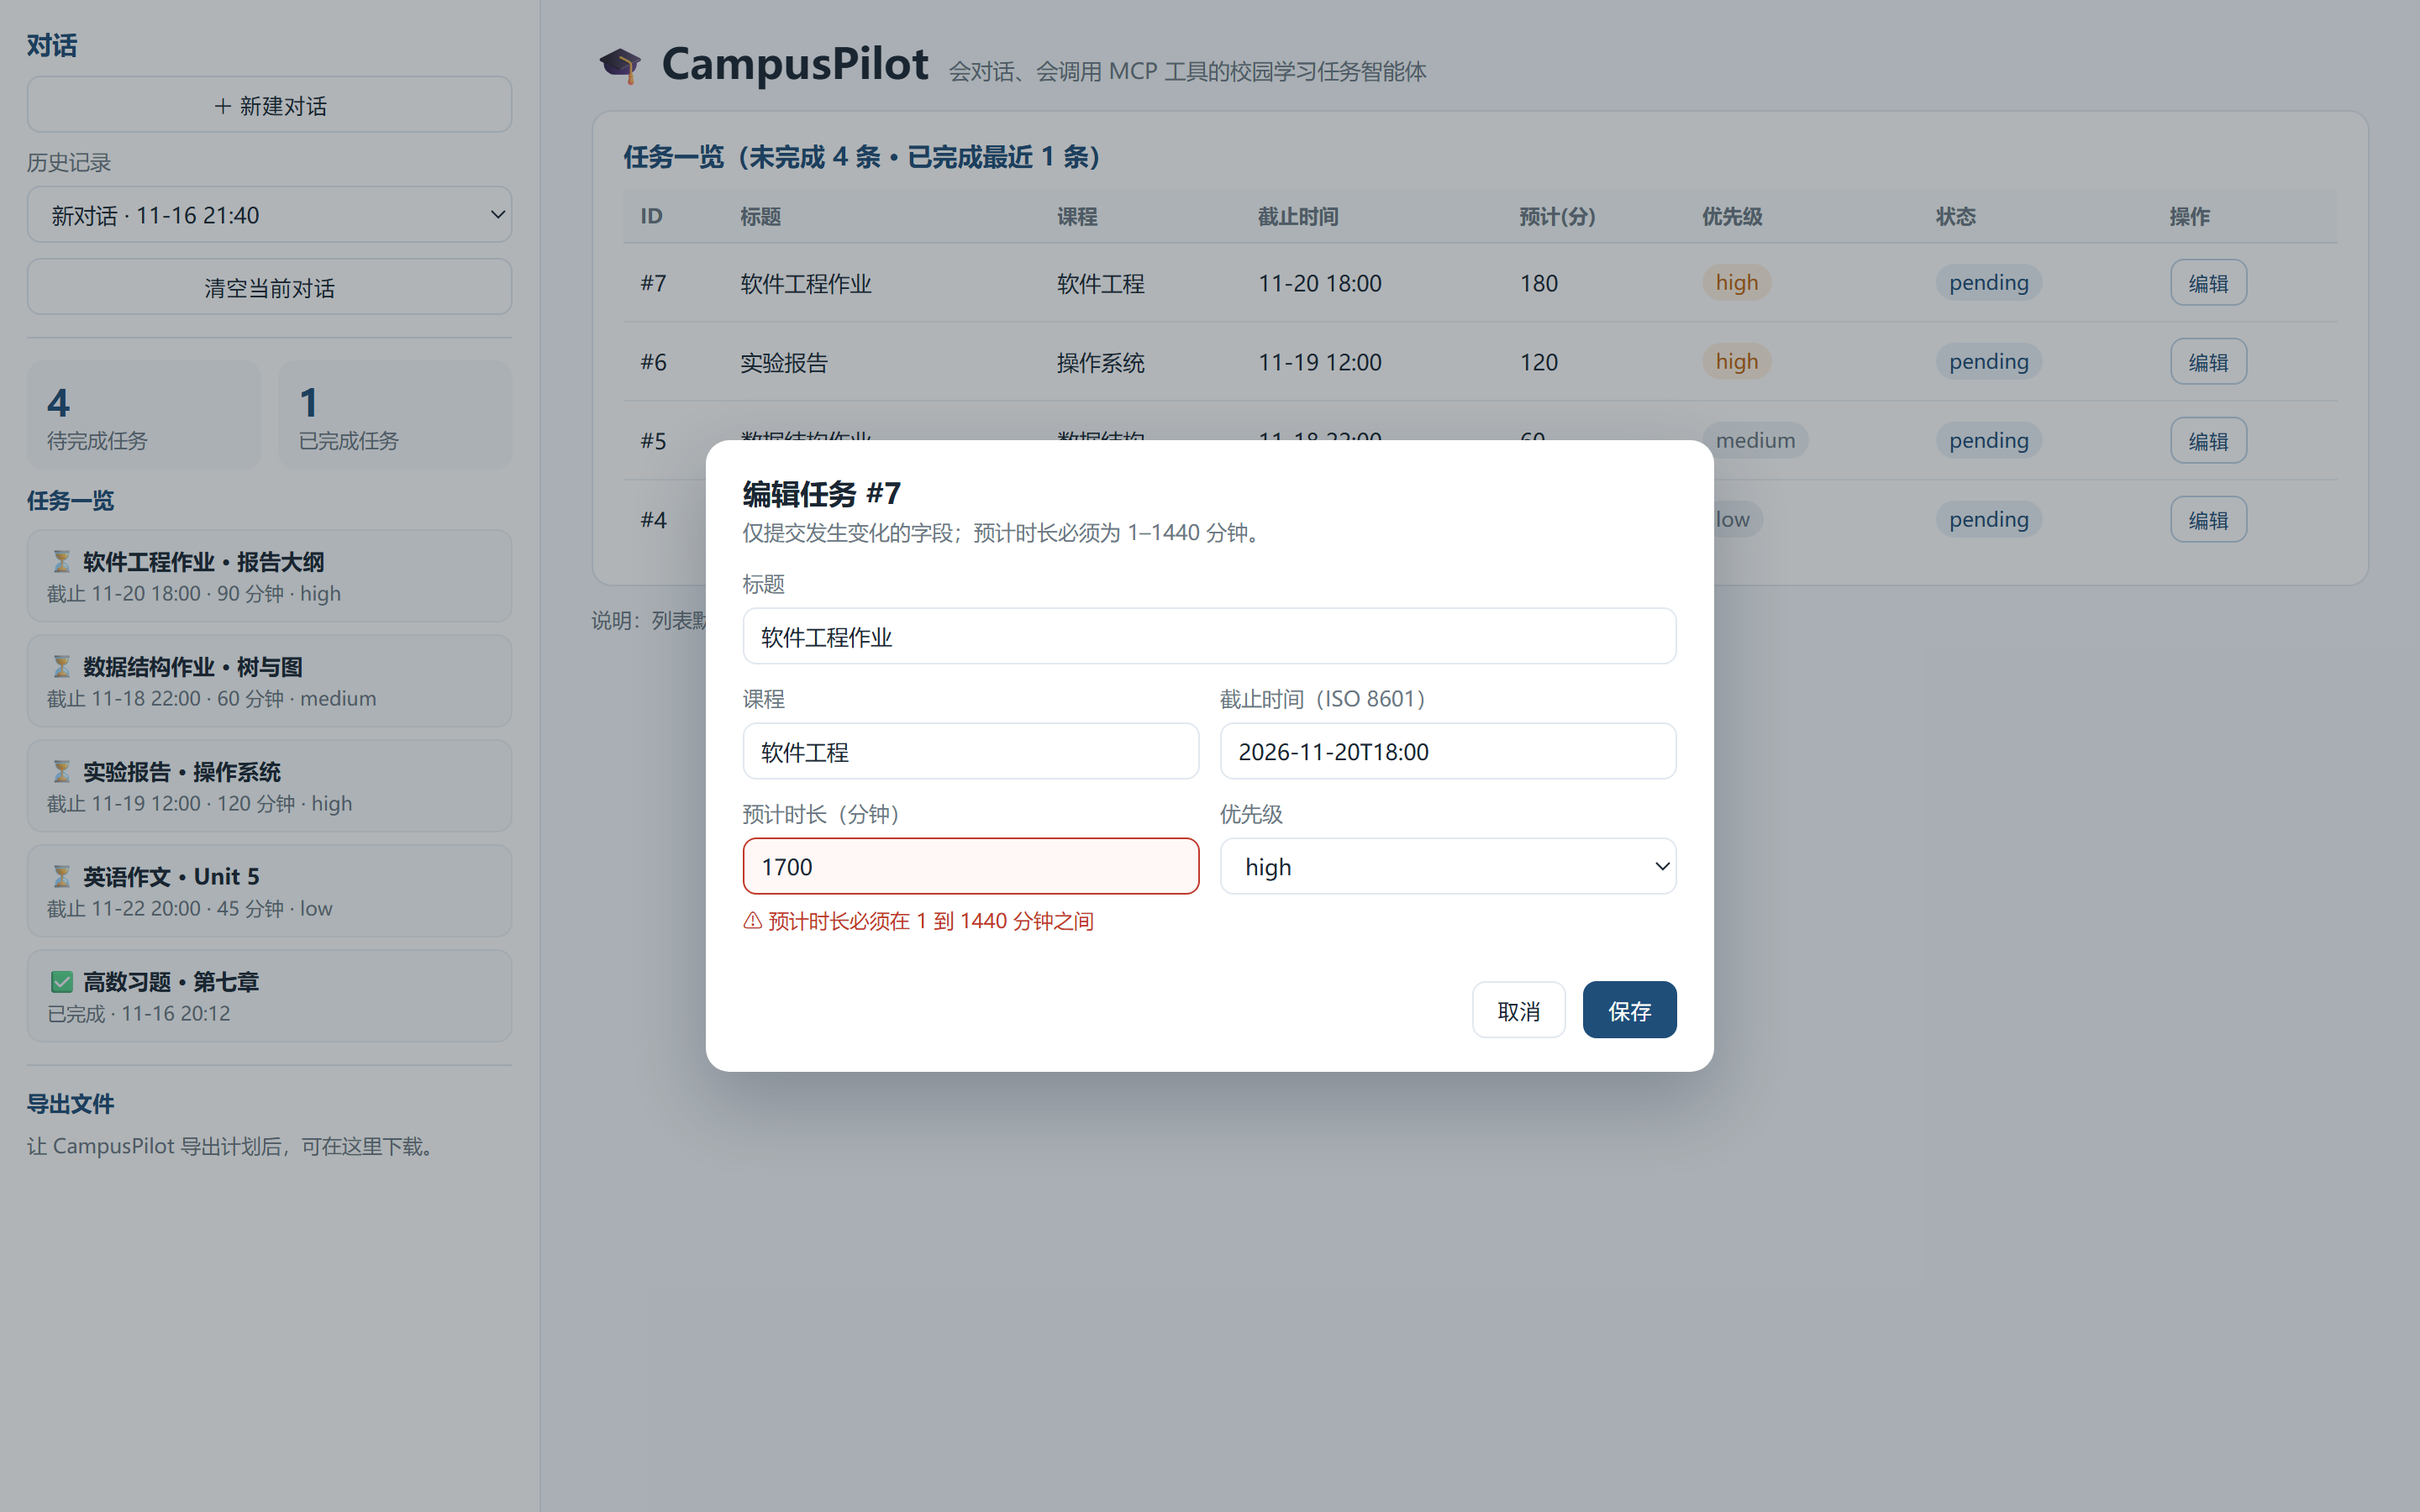 对话
＋ 新建对话
历史记录
新对话 · 11-16 21:40
清空当前对话
4
待完成任务
1
已完成任务
任务一览
软件工程作业 • 报告大纲
截止 11-20 18:00 · 90 分钟 · high
数据结构作业 • 树与图
截止 11-18 22:00 · 60 分钟 · medium
实验报告 • 操作系统
截止 11-19 12:00 · 120 分钟 · high
英语作文 • Unit 5
截止 11-22 20:00 · 45 分钟 · low
高数习题 • 第七章
已完成 · 11-16 20:12
导出文件
让 CampusPilot 导出计划后，可在这里下载。
CampusPilot 会对话、会调用 MCP 工具的校园学习任务智能体
任务一览（未完成 4 条 • 已完成最近 1 条）
ID 标题 课程 截止时间 预计(分) 优先级 状态 操作
#7 软件工程作业 软件工程 11-20 18:00 180 high pending 编辑
#6 实验报告 操作系统 11-19 12:00 120 high pending 编辑
#5 数据结构作业 数据结构 11-18 22:00 60 medium pending 编辑
#4 low pending 编辑
说明：列表默
编辑任务 #7
仅提交发生变化的字段；预计时长必须为 1–1440 分钟。
标题
软件工程作业
课程 截止时间（ISO 8601）
软件工程 2026-11-20T18:00
预计时长（分钟） 优先级
1700 high
⚠ 预计时长必须在 1 到 1440 分钟之间
取消 保存